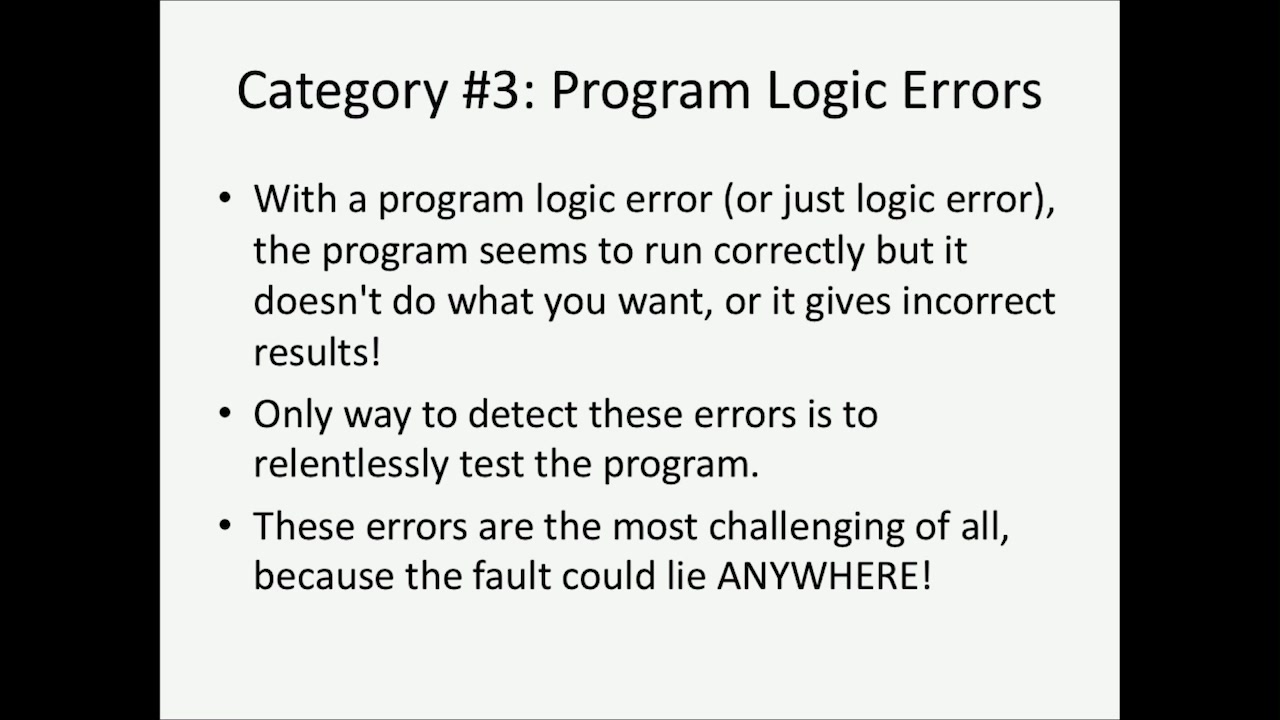 Category #3: Program Logic Errors
• With a program logic error (or just logic error),
the program seems to run correctly but it
doesn't do what you want, or it gives incorrect
results!
• Only way to detect these errors is to
relentlessly test the program.
• These errors are the most challenging of all,
because the fault could lie ANYWHERE!